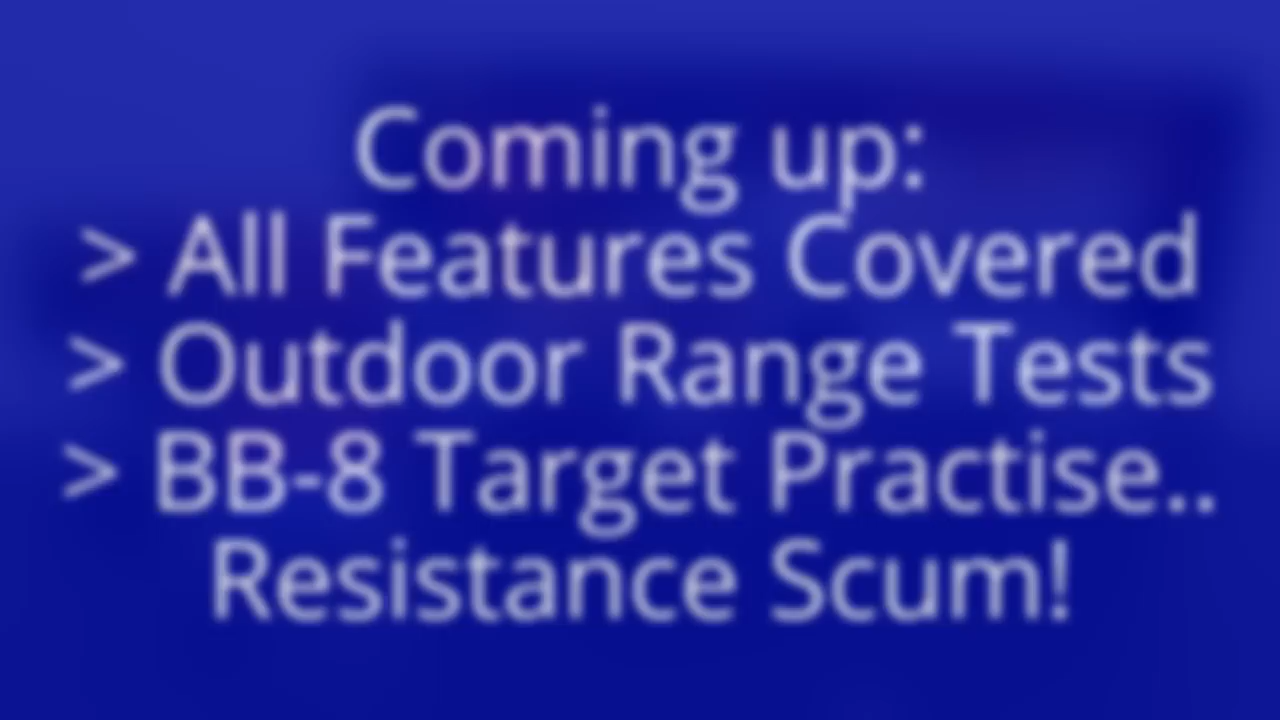 Coming up:
> All Features Covered
> Outdoor Range Tests
> BB-8 Target Practise..
Resistance Scum!